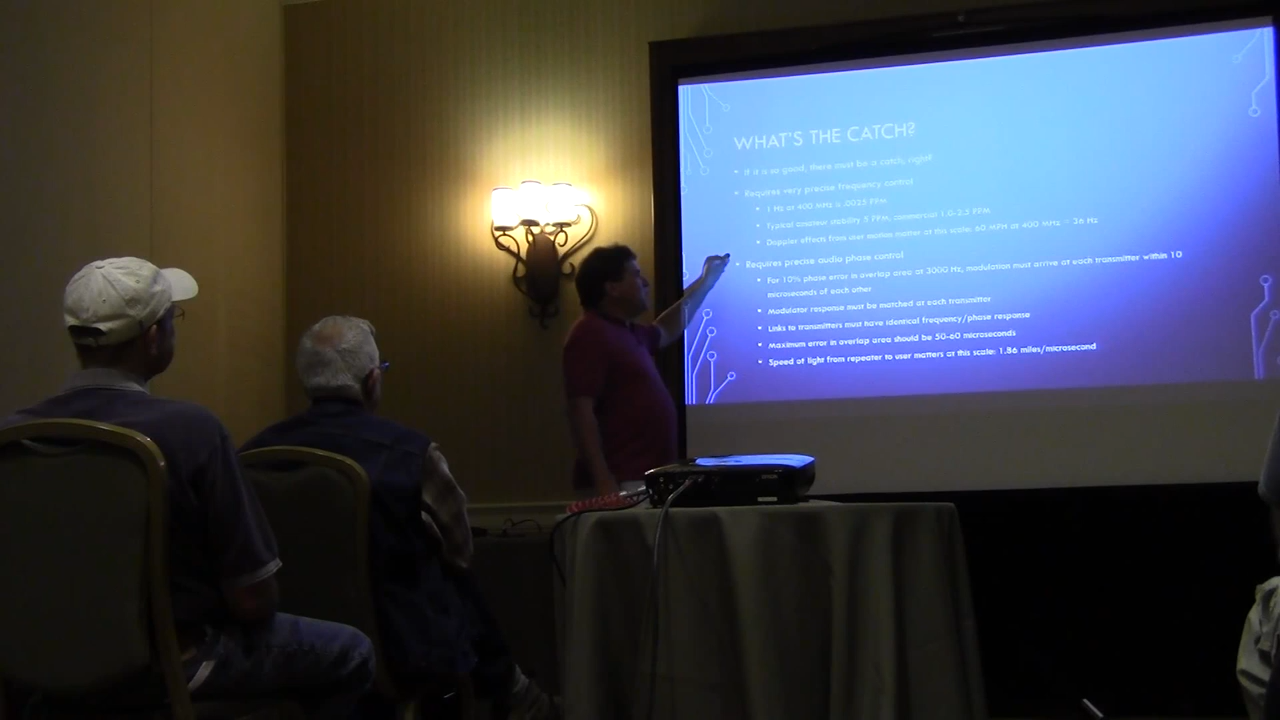 WHAT'S THE CATCH?
If it is so good, there must be a catch, right?
Requires very precise frequency control
1 Hz at 400 MHz is .0025 PPM
Typical amateur stability 5 PPM, commercial 1.0-2.5 PPM
Doppler effects from user motion matter at this scale: 60 MPH at 400 MHz = 36 Hz
Requires precise audio phase control
For 10% phase error in overlap area at 3000 Hz, modulation must arrive at each transmitter within 10
microseconds of each other
Modulator response must be matched at each transmitter
Links to transmitters must have identical frequency/phase response
Maximum error in overlap area should be 50-60 microseconds
Speed of light from repeater to user matters at this scale: 1.86 miles/microsecond